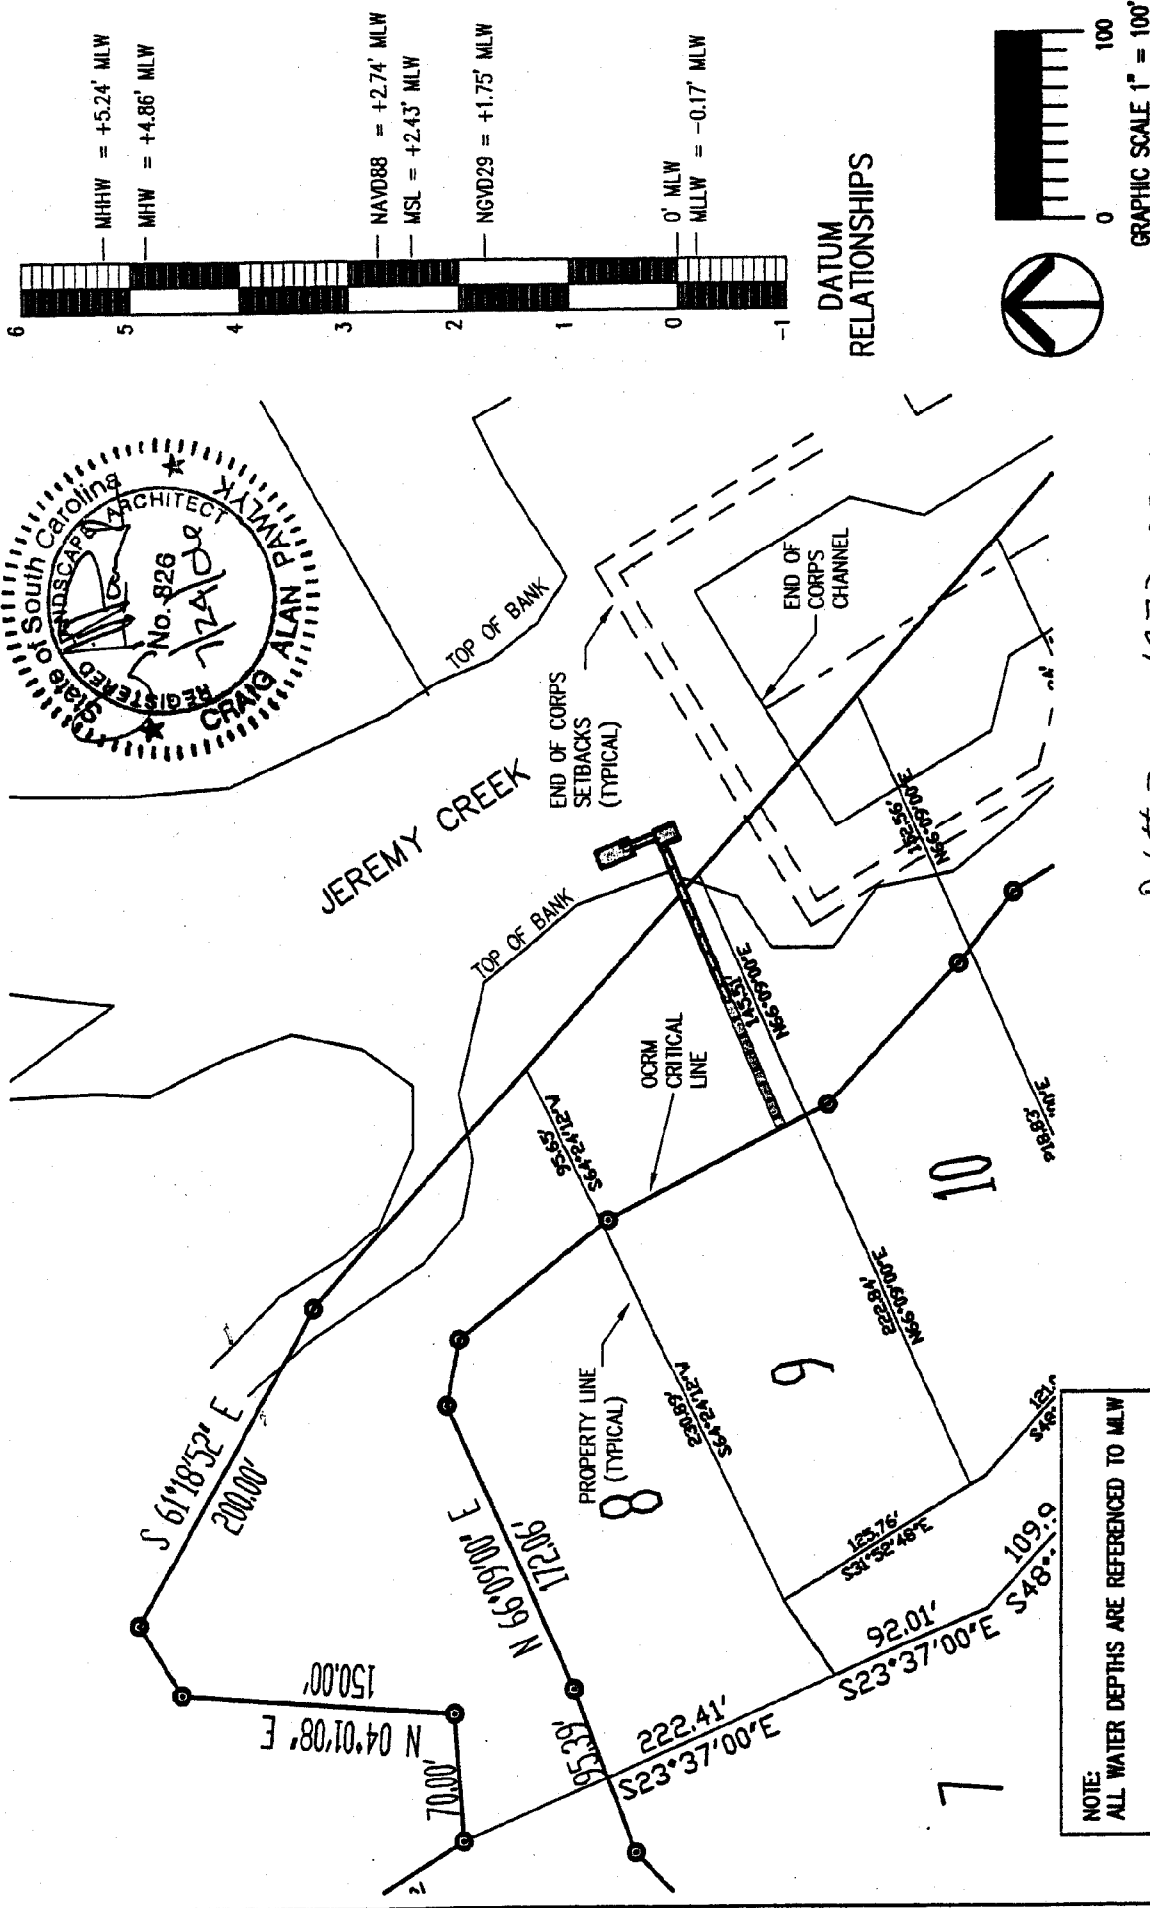 MHHW = +5.24' MLW
MHW = +4.86' MLW
NAVD88 = +2.74' MLW
MSL = +2.43' MLW
NGVD29 = +1.75' MLW
0' MLW
MLLW = -0.17' MLW
6
5
4
3
2
1
0
-1
DATUM
RELATIONSHIPS
0
100
GRAPHIC SCALE 1" = 100'
State of South Carolina
REGISTERED
LANDSCAPE ARCHITECT
No. 826
CRAIG ALAN PAWLYK
TOP OF BANK
JEREMY CREEK
END OF CORPS
SETBACKS
(TYPICAL)
END OF
CORPS
CHANNEL
TOP OF BANK
OCRM
CRITICAL
LINE
N66°09'00"E
145.51'
152.56'
N66°09'00"E
95.65'
S64°24'12"W
S 61°18'52" E
200.00'
N 04°01'08" E
150.00'
70.00'
N 66°09'00" E
172.06'
95.39'
PROPERTY LINE
(TYPICAL)
8
230.89'
S64°24'12"W
9
222.84'
N66°09'00"E
10
218.83'
125.76'
S31°52'48"E
222.41'
S23°37'00"E
92.01'
S23°37'00"E
109.9
S48°
121.
7
NOTE:
ALL WATER DEPTHS ARE REFERENCED TO MLW